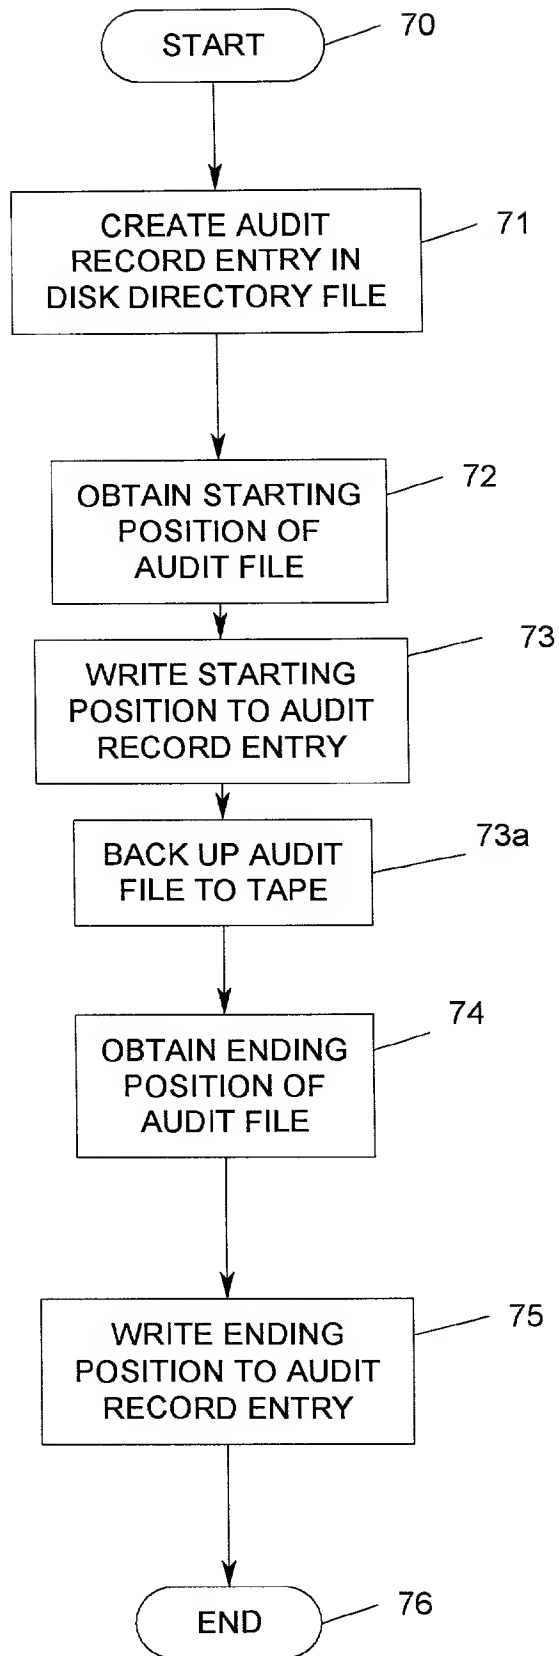 START
70
CREATE AUDIT
RECORD ENTRY IN
DISK DIRECTORY FILE
71
OBTAIN STARTING
POSITION OF
AUDIT FILE
72
WRITE STARTING
POSITION TO AUDIT
RECORD ENTRY
73
BACK UP AUDIT
FILE TO TAPE
73a
OBTAIN ENDING
POSITION OF
AUDIT FILE
74
WRITE ENDING
POSITION TO AUDIT
RECORD ENTRY
75
END
76